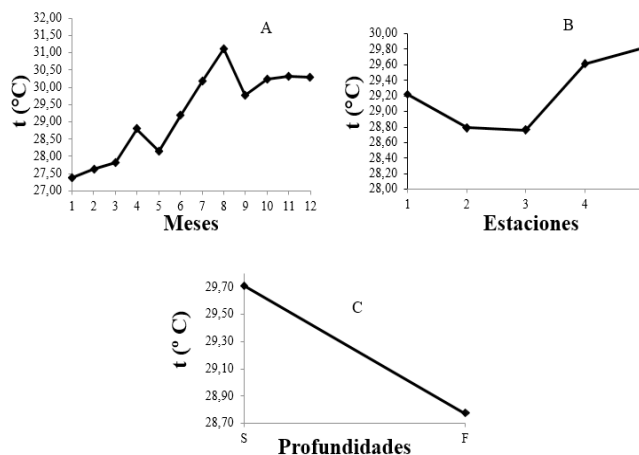 A
t (°C)
32,00
31,50
31,00
30,50
30,00
29,50
29,00
28,50
28,00
27,50
27,00
1 2 3 4 5 6 7 8 9 10 11 12
Meses
B
t (°C)
30,00
29,80
29,60
29,40
29,20
29,00
28,80
28,60
28,40
28,20
28,00
1 2 3 4
Estaciones
C
t (º C)
29,70
29,50
29,30
29,10
28,90
28,70
S F
Profundidades